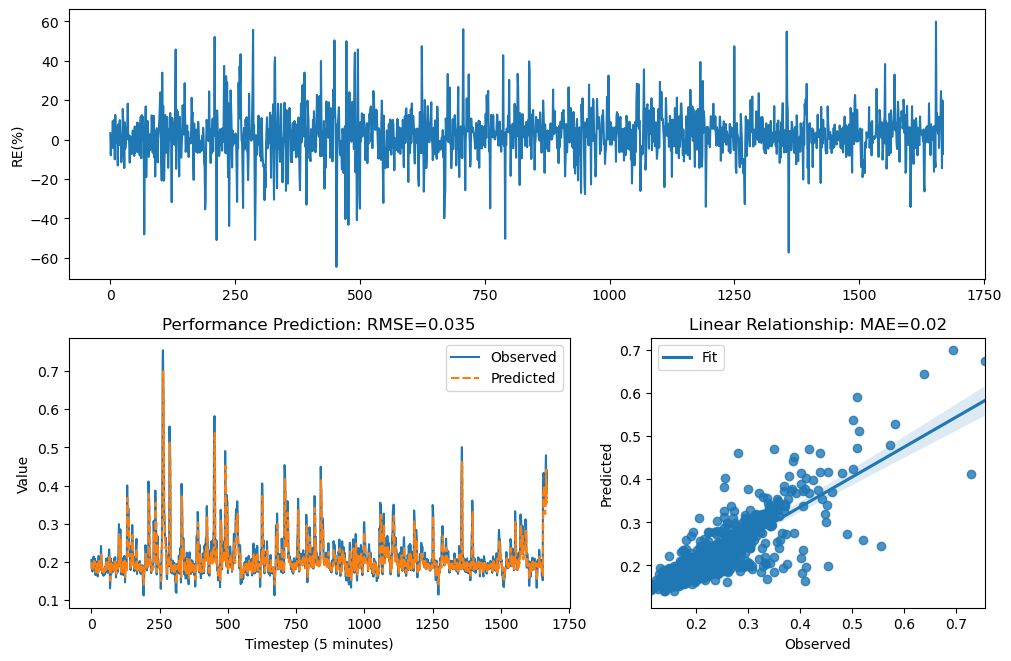 60
40
20
0
−20
−40
−60
RE(%)
0 250 500 750 1000 1250 1500 1750
Performance Prediction: RMSE=0.035
Observed
Predicted
0.7
0.6
0.5
0.4
0.3
0.2
0.1
Value
0 250 500 750 1000 1250 1500 1750
Timestep (5 minutes)
Linear Relationship: MAE=0.02
Fit
0.7
0.6
0.5
0.4
0.3
0.2
Predicted
0.2 0.3 0.4 0.5 0.6 0.7
Observed